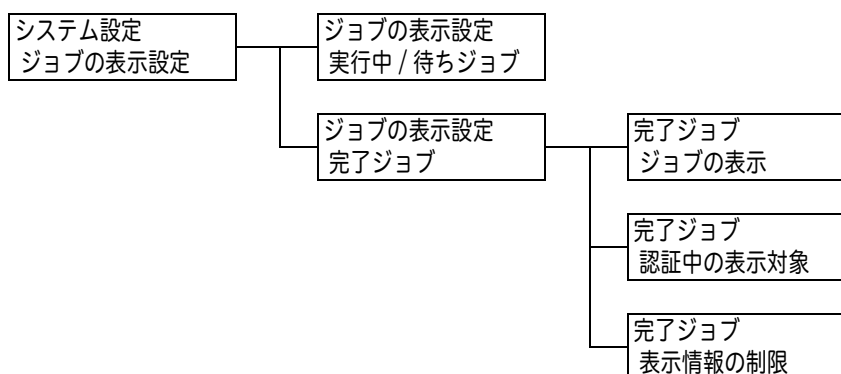 システム設定
ジョブの表示設定
ジョブの表示設定
実行中 / 待ちジョブ
ジョブの表示設定
完了ジョブ
完了ジョブ
ジョブの表示
完了ジョブ
認証中の表示対象
完了ジョブ
表示情報の制限